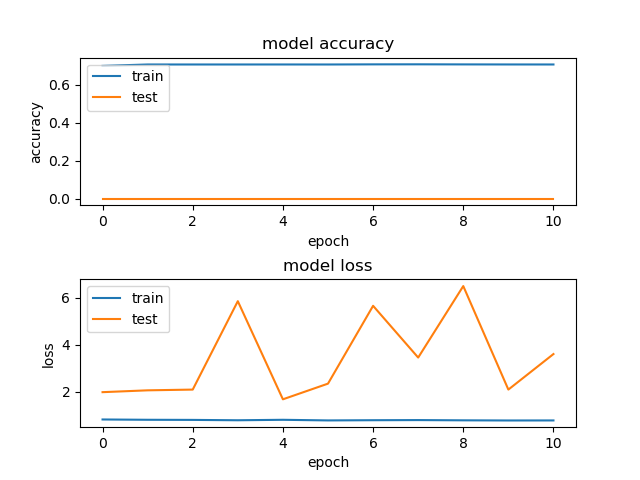 model accuracy
0.6
0.4
0.2
0.0
accuracy
train
test
0 2 4 6 8 10
epoch
model loss
6
4
2
loss
train
test
0 2 4 6 8 10
epoch